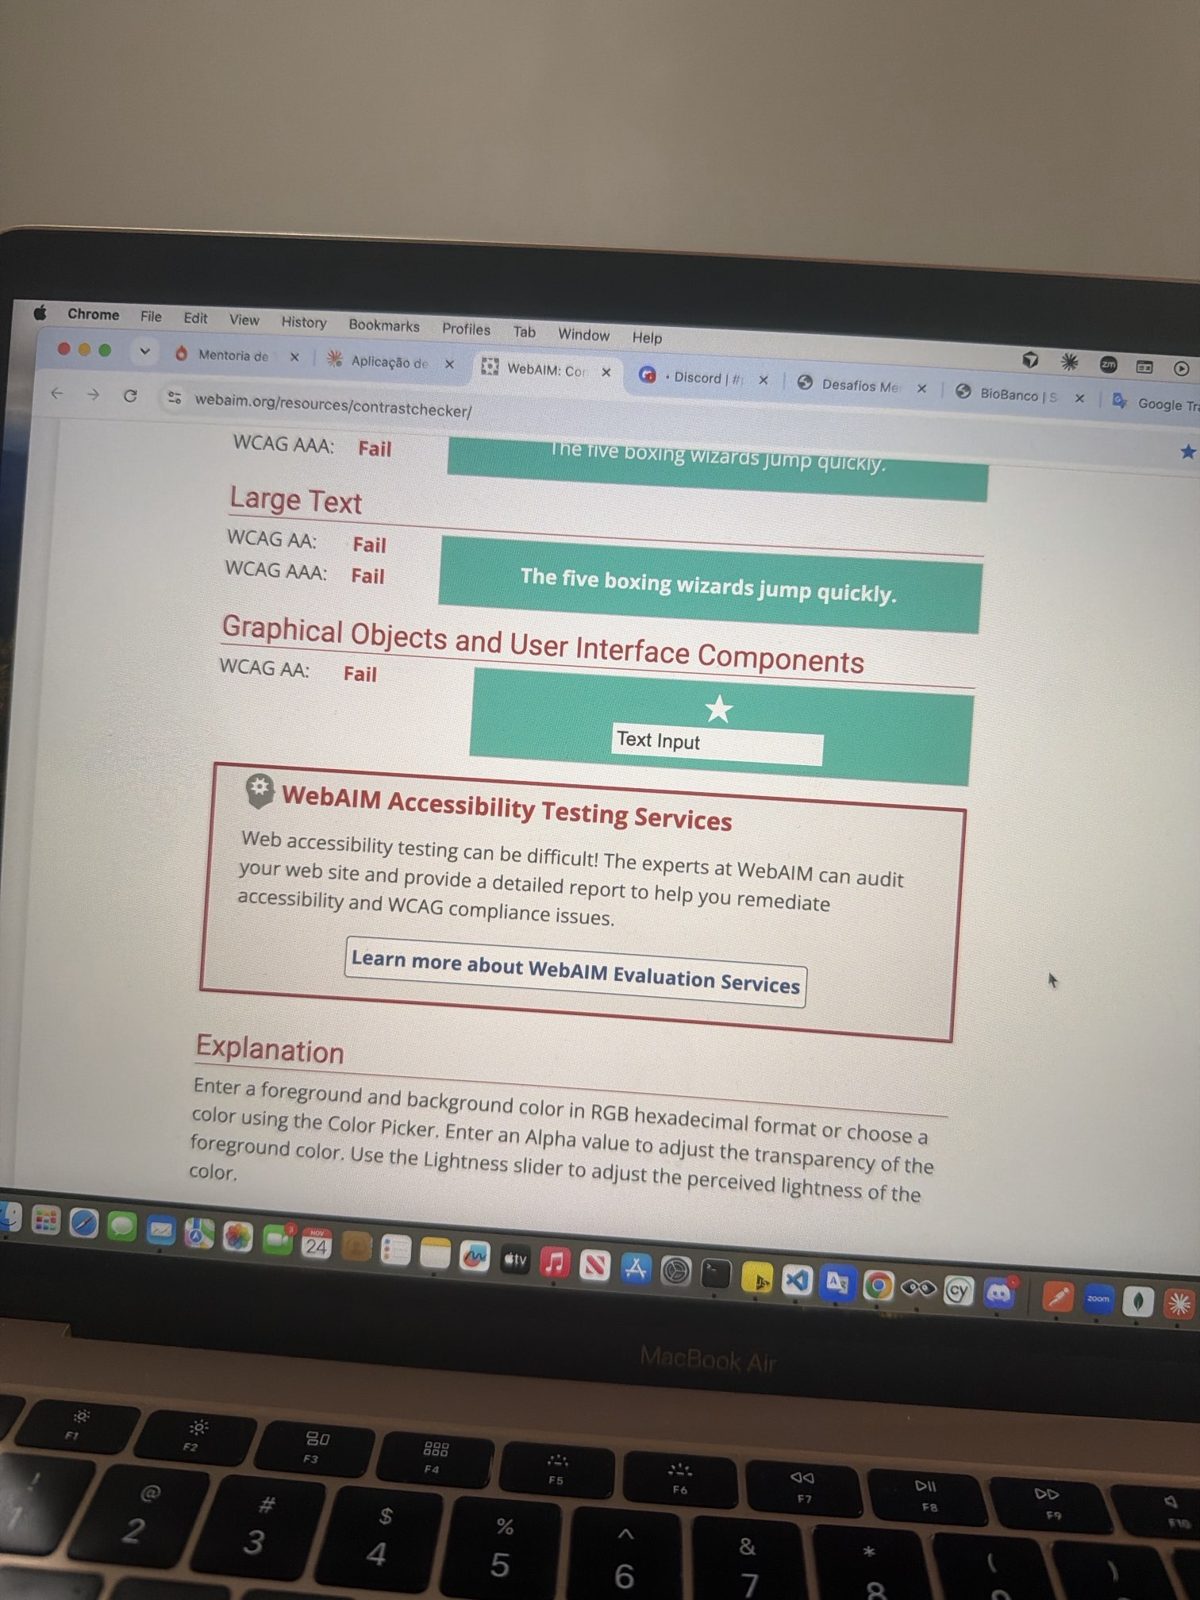 Chrome File Edit View History Bookmarks Profiles Tab Window Help
zm
Mentoria de
Aplicação de
WebAIM: Co
• Discord | #
Desafios Me
BioBanco | S
Google Tra
webaim.org/resources/contrastchecker/
WCAG AAA: Fail
The five boxing wizards jump quickly.
Large Text
WCAG AA: Fail
WCAG AAA: Fail
The five boxing wizards jump quickly.
Graphical Objects and User Interface Components
WCAG AA: Fail
Text Input
WebAIM Accessibility Testing Services
Web accessibility testing can be difficult! The experts at WebAIM can audit
your web site and provide a detailed report to help you remediate
accessibility and WCAG compliance issues.
Learn more about WebAIM Evaluation Services
Explanation
Enter a foreground and background color in RGB hexadecimal format or choose a
color using the Color Picker. Enter an Alpha value to adjust the transparency of the
foreground color. Use the Lightness slider to adjust the perceived lightness of the
color.
3
NOV
24
tv
A
cy
zoom
MacBook Air
F1 F2 F3 F4 F5 F6 F7 F8 F9 F10
! @ # $ % ^ & * ( )
1 2 3 4 5 6 7 8